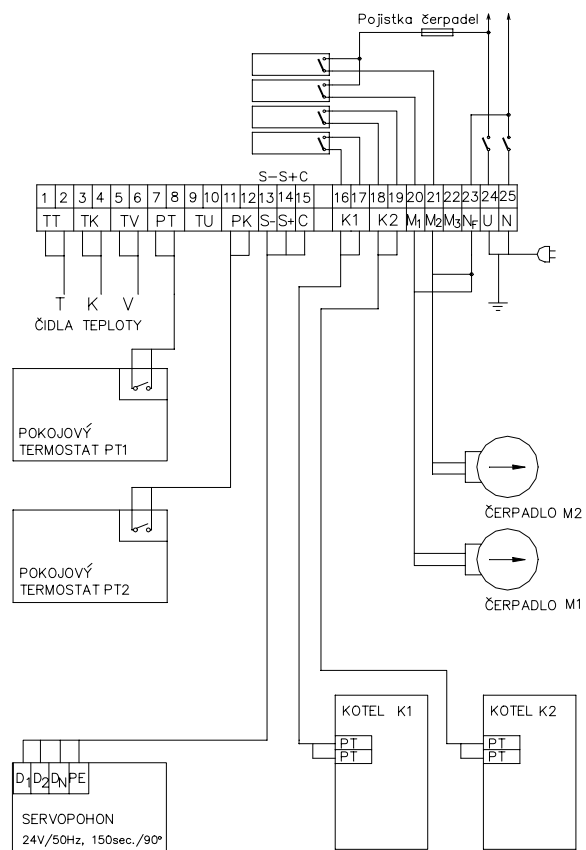 Pojistka čerpadel
S-S+C
1 2 3 4 5 6 7 8 9 10 11 12 13 14 15 16 17 18 19 20 21 22 23 24 25
TT TK TV PT TU PK S- S+ C K1 K2 M1 M2 M3 NF U N
T K V
ČIDLA TEPLOTY
POKOJOVÝ
TERMOSTAT PT1
POKOJOVÝ
TERMOSTAT PT2
ČERPADLO M2
ČERPADLO M1
KOTEL K1
PT
PT
KOTEL K2
PT
PT
D1 D2 DN PE
SERVOPOHON
24V/50Hz, 150sec./90°